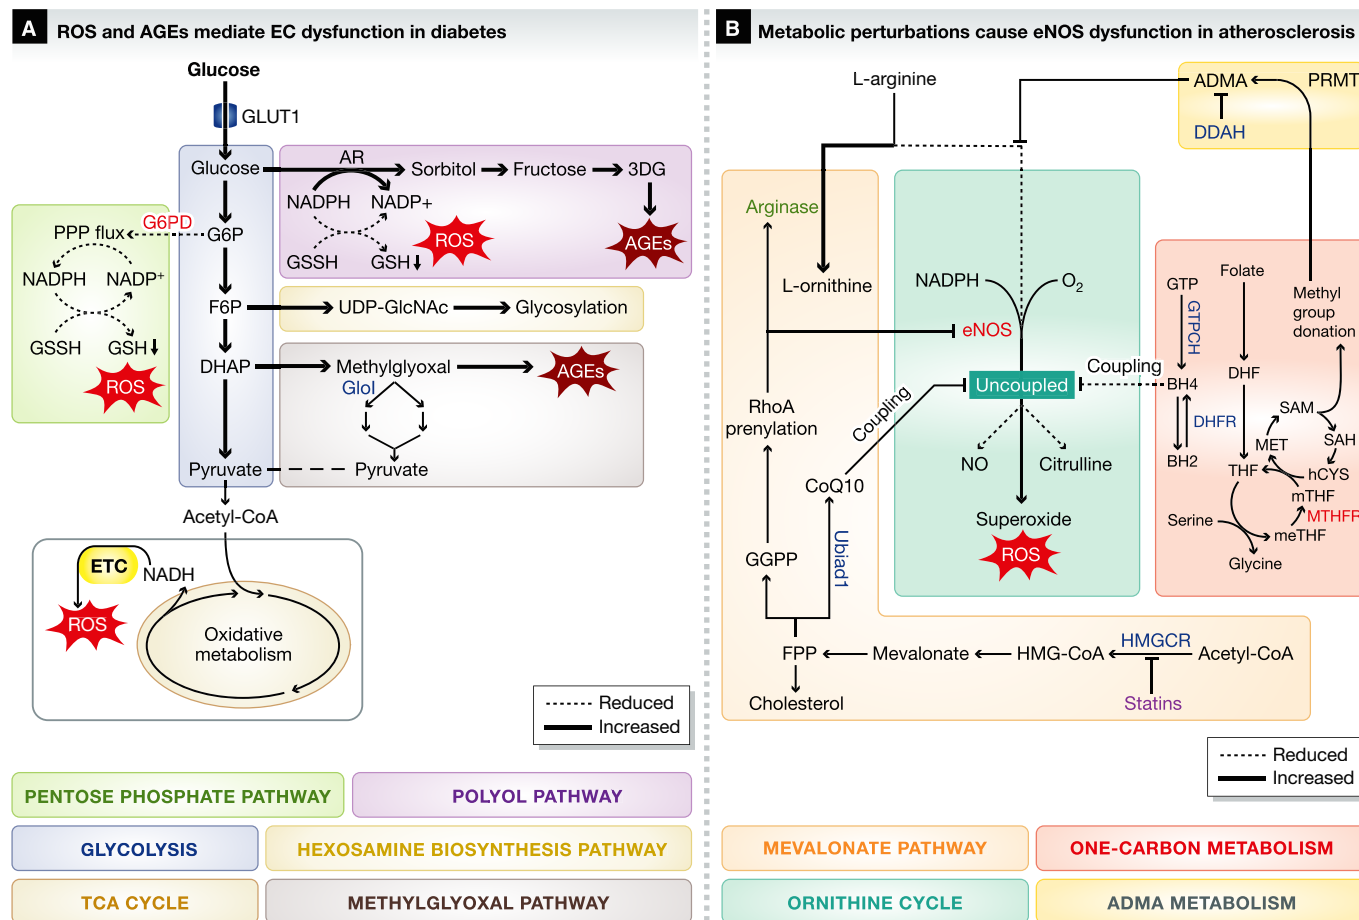 A ROS and AGEs mediate EC dysfunction in diabetes
Glucose
GLUT1
Glucose
AR
Sorbitol
Fructose
3DG
NADPH
NADP+
GSSH
GSH
ROS
AGEs
G6PD
PPP flux
G6P
NADPH
NADP+
GSSH
GSH
ROS
F6P
UDP-GlcNAc
Glycosylation
DHAP
Methylglyoxal
AGEs
GloI
Pyruvate
Pyruvate
Acetyl-CoA
ETC
NADH
ROS
Oxidative
metabolism
Reduced
Increased
PENTOSE PHOSPHATE PATHWAY
POLYOL PATHWAY
GLYCOLYSIS
HEXOSAMINE BIOSYNTHESIS PATHWAY
TCA CYCLE
METHYLGLYOXAL PATHWAY
B Metabolic perturbations cause eNOS dysfunction in atherosclerosis
L-arginine
ADMA
PRMT
DDAH
Arginase
L-ornithine
NADPH
O2
eNOS
Uncoupled
Coupling
Coupling
NO
Citrulline
Superoxide
ROS
RhoA
prenylation
CoQ10
Ubiad1
GGPP
FPP
Mevalonate
HMG-CoA
HMGCR
Acetyl-CoA
Cholesterol
Statins
GTP
GTPCH
Folate
Methyl
group
donation
BH4
DHF
DHFR
BH2
SAM
MET
SAH
THF
hCYS
mTHF
MTHFR
Serine
meTHF
Glycine
Reduced
Increased
MEVALONATE PATHWAY
ONE-CARBON METABOLISM
ORNITHINE CYCLE
ADMA METABOLISM